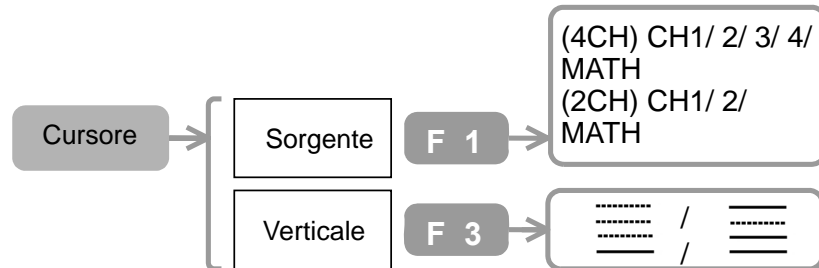 (4CH) CH1/ 2/ 3/ 4/
MATH
(2CH) CH1/ 2/
MATH
Cursore
Sorgente
F 1
Verticale
F 3
/
/